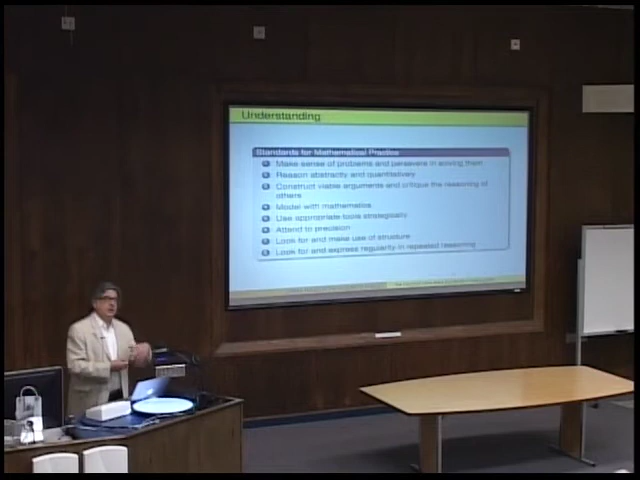 Understanding
Standards for Mathematical Practice
Make sense of problems and persevere in solving them
Reason abstractly and quantitatively
Construct viable arguments and critique the reasoning of
others
Model with mathematics
Use appropriate tools strategically
Attend to precision
Look for and make use of structure
Look for and express regularity in repeated reasoning